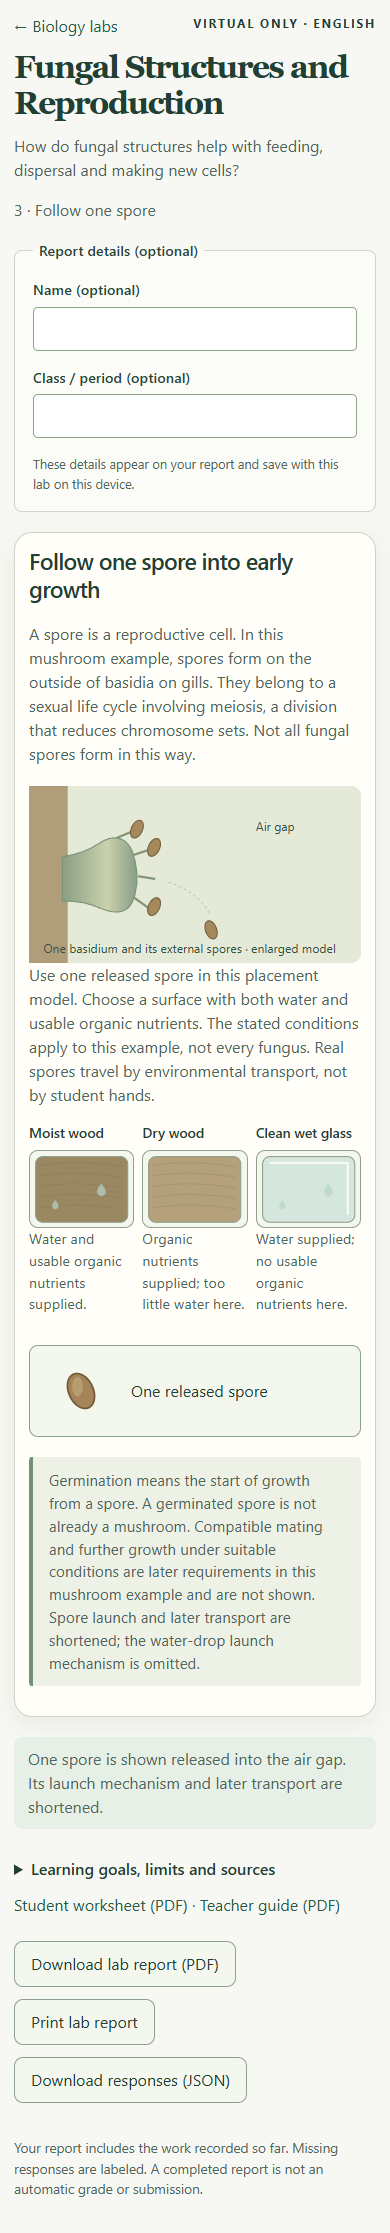 ← Biology labs
VIRTUAL ONLY · ENGLISH
Fungal Structures and
Reproduction
How do fungal structures help with feeding,
dispersal and making new cells?
3 · Follow one spore
Report details (optional)
Name (optional)
Class / period (optional)
These details appear on your report and save with this
lab on this device.
Follow one spore into early
growth
A spore is a reproductive cell. In this
mushroom example, spores form on the
outside of basidia on gills. They belong to a
sexual life cycle involving meiosis, a division
that reduces chromosome sets. Not all fungal
spores form in this way.
Air gap
One basidium and its external spores · enlarged model
Use one released spore in this placement
model. Choose a surface with both water and
usable organic nutrients. The stated conditions
apply to this example, not every fungus. Real
spores travel by environmental transport, not
by student hands.
Moist wood
Water and
usable organic
nutrients
supplied.
Dry wood
Organic
nutrients
supplied; too
little water here.
Clean wet glass
Water supplied;
no usable
organic
nutrients here.
One released spore
Germination means the start of growth
from a spore. A germinated spore is not
already a mushroom. Compatible mating
and further growth under suitable
conditions are later requirements in this
mushroom example and are not shown.
Spore launch and later transport are
shortened; the water-drop launch
mechanism is omitted.
One spore is shown released into the air gap.
Its launch mechanism and later transport are
shortened.
▶ Learning goals, limits and sources
Student worksheet (PDF) · Teacher guide (PDF)
Download lab report (PDF)
Print lab report
Download responses (JSON)
Your report includes the work recorded so far. Missing
responses are labeled. A completed report is not an
automatic grade or submission.